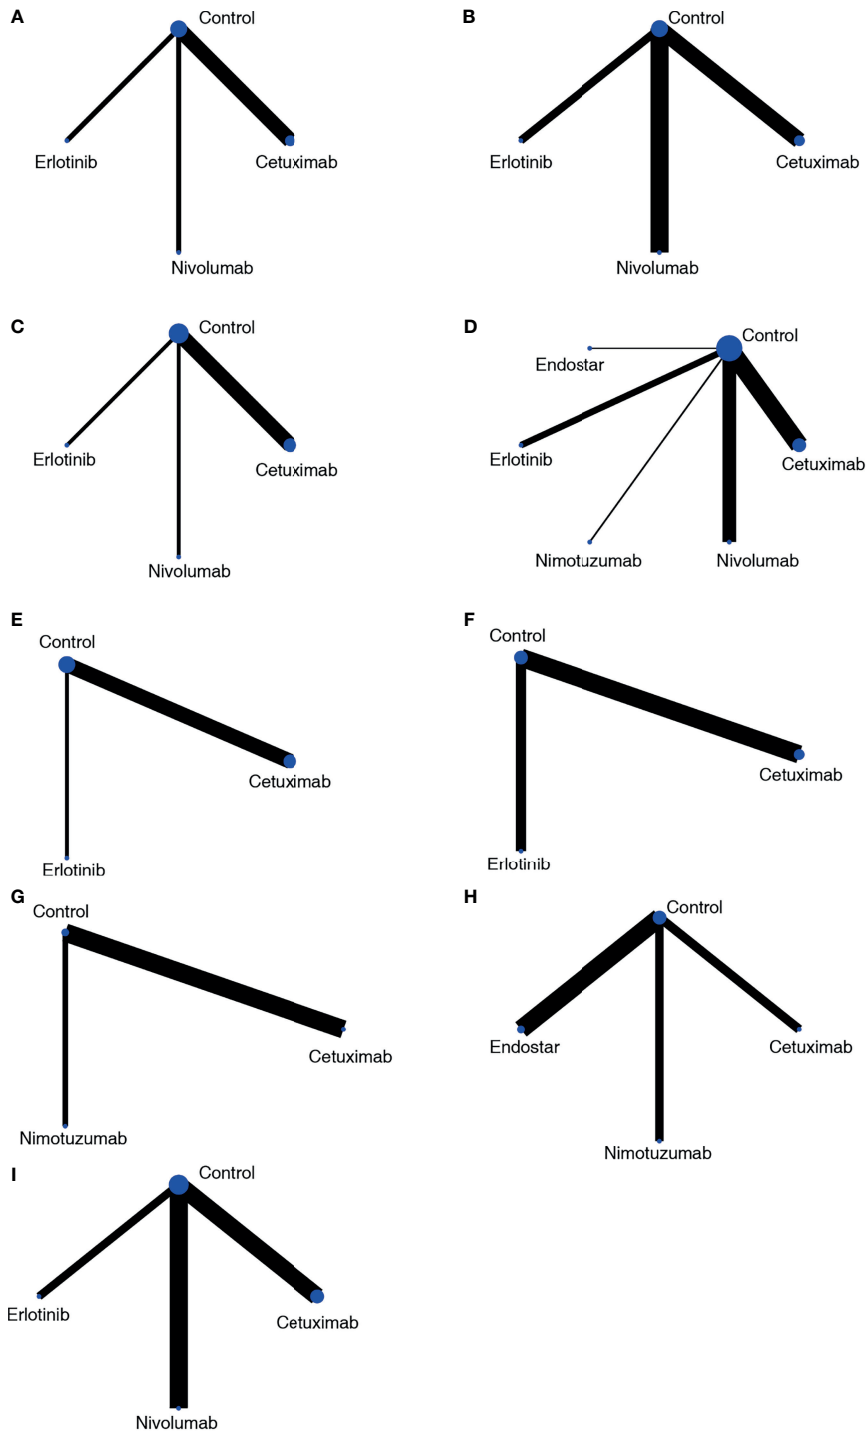 A
Control
Erlotinib
Cetuximab
Nivolumab
B
Control
Erlotinib
Cetuximab
Nivolumab
C
Control
Erlotinib
Cetuximab
Nivolumab
D
Control
Endostar
Erlotinib
Cetuximab
Nimotuzumab
Nivolumab
E
Control
Cetuximab
Erlotinib
F
Control
Cetuximab
Erlotinib
G
Control
Cetuximab
Nimotuzumab
H
Control
Endostar
Cetuximab
Nimotuzumab
I
Control
Erlotinib
Cetuximab
Nivolumab